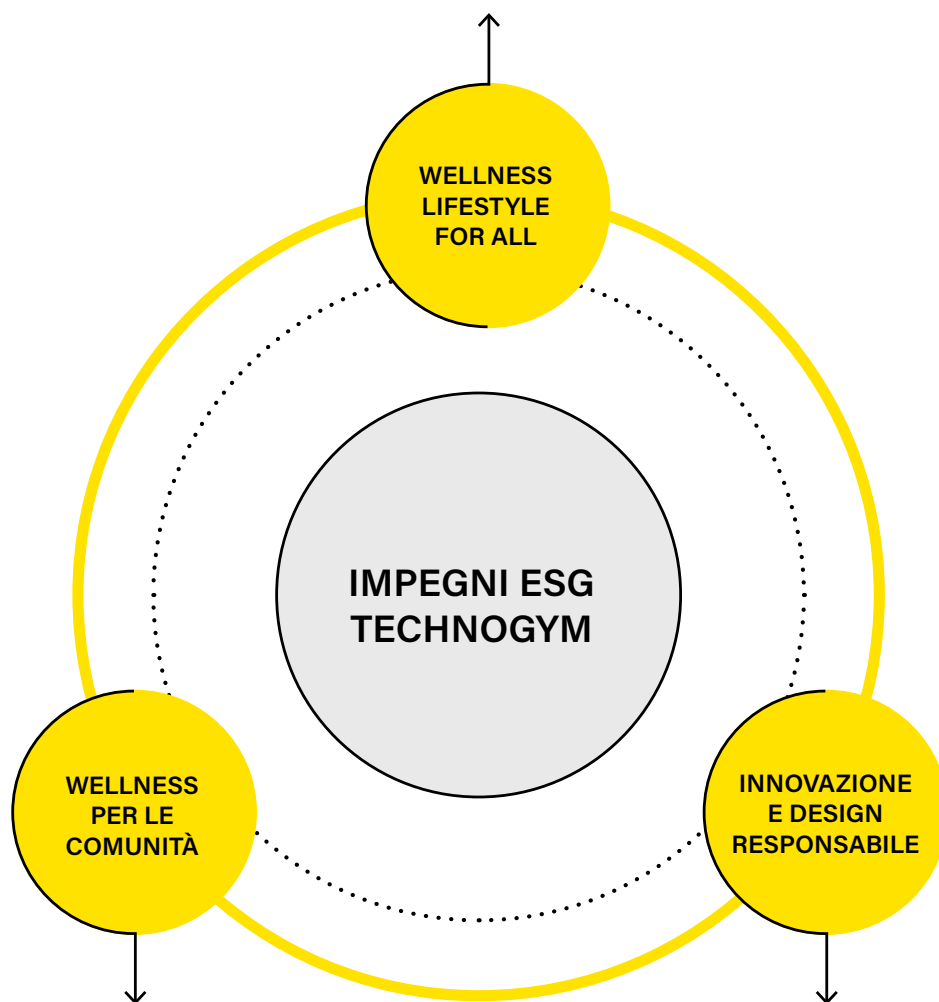 WELLNESS
LIFESTYLE
FOR ALL
IMPEGNI ESG
TECHNOGYM
WELLNESS
PER LE
COMUNITÀ
INNOVAZIONE
E DESIGN
RESPONSABILE